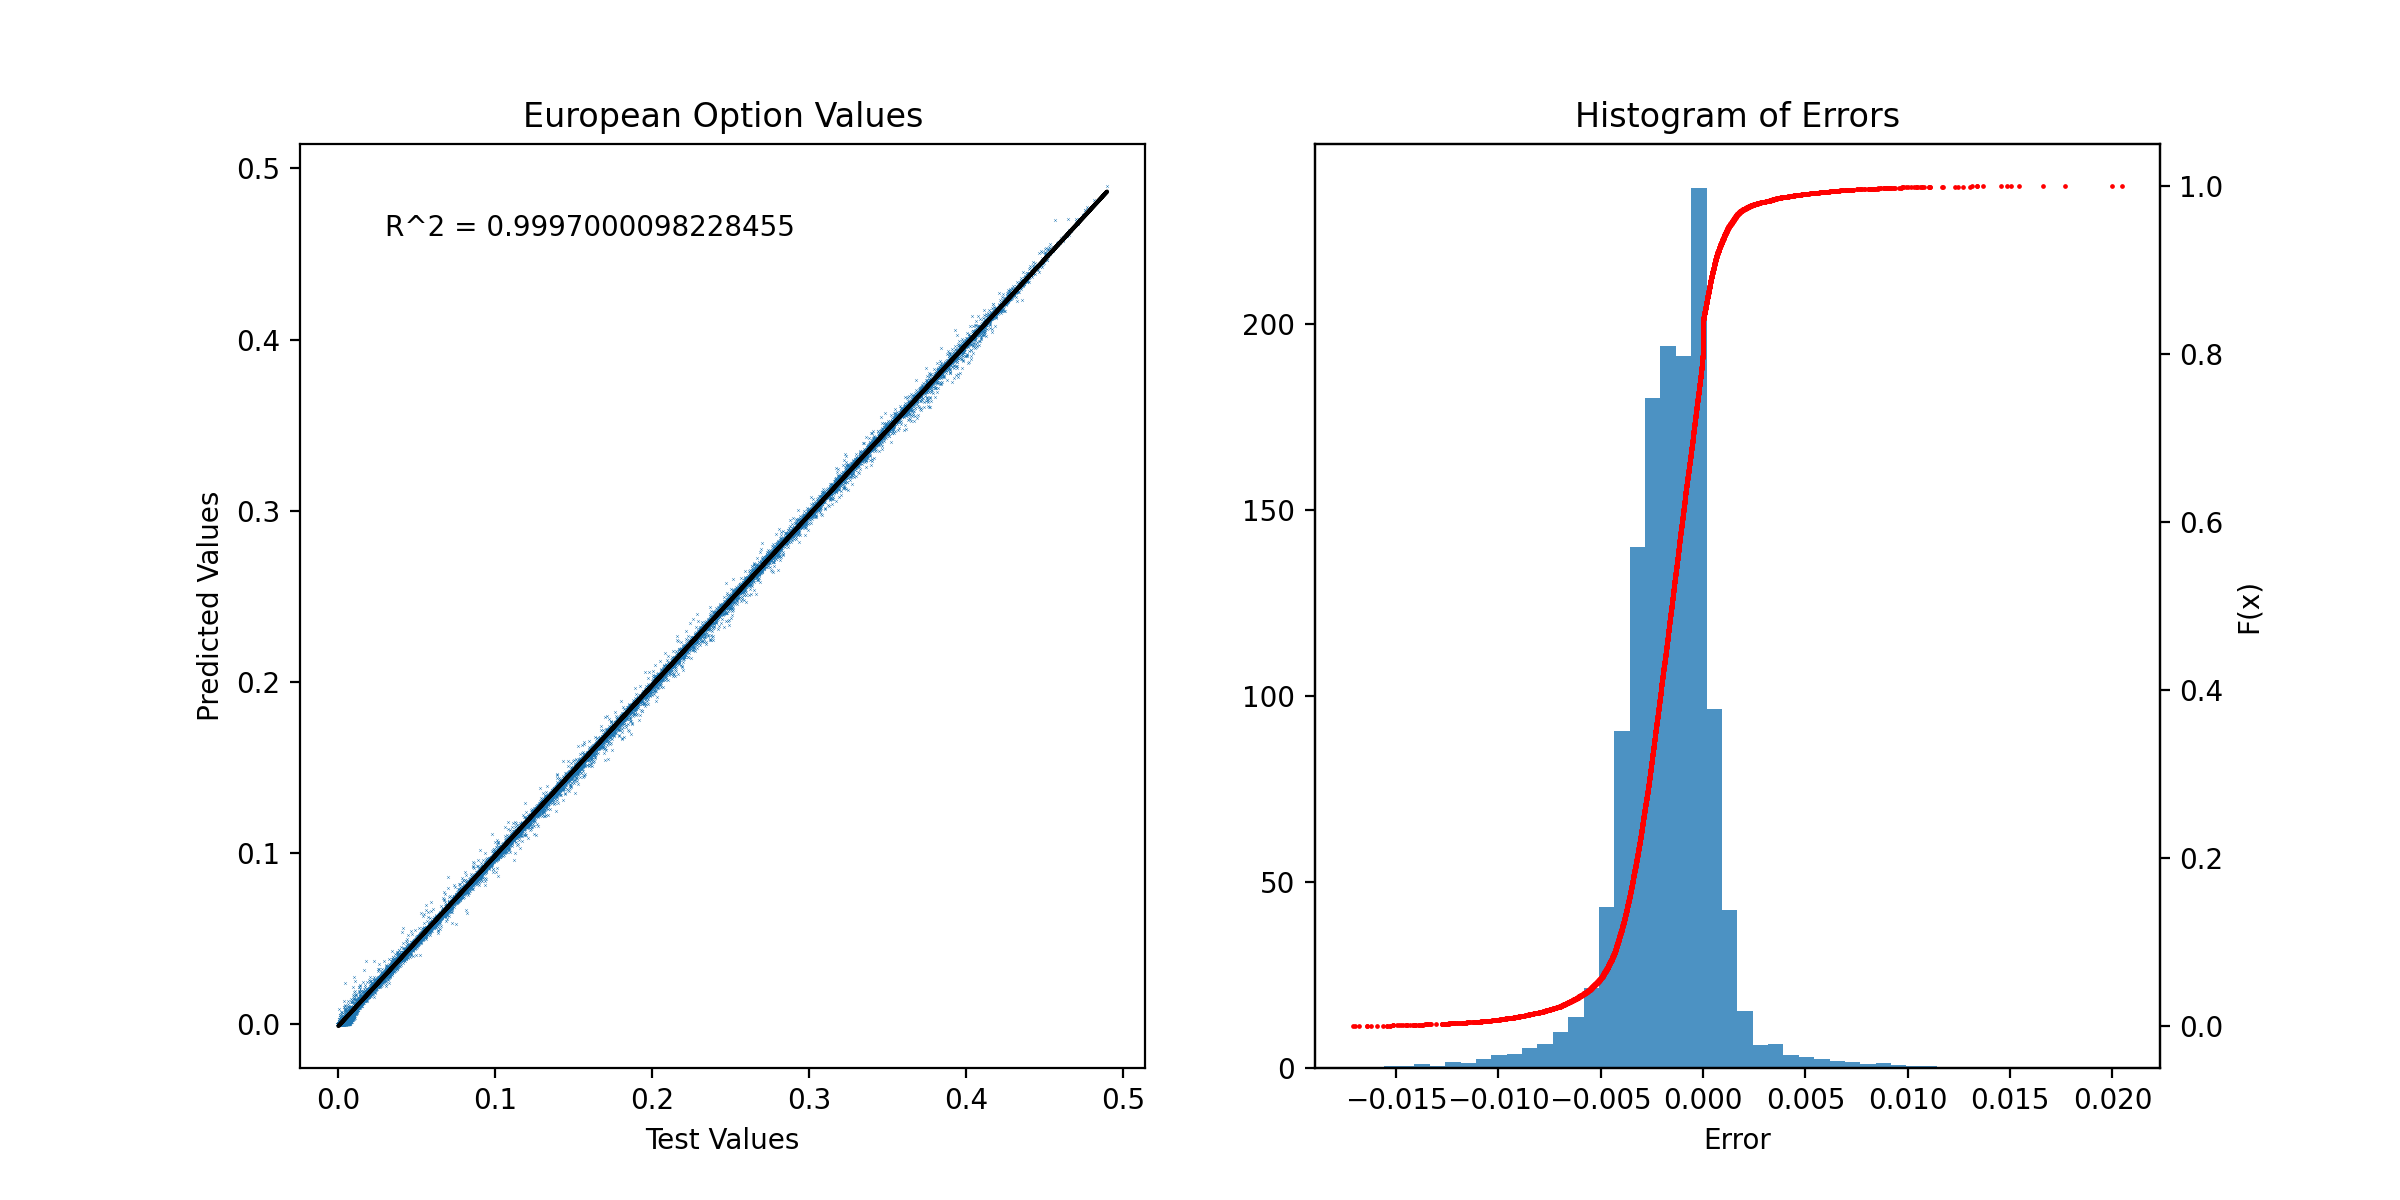 European Option Values
R^2 = 0.9997000098228455
0.5
0.4
0.3
0.2
0.1
0.0
Predicted Values
0.0 0.1 0.2 0.3 0.4 0.5
Test Values
Histogram of Errors
200
150
100
50
0
1.0
0.8
0.6
0.4
0.2
0.0
F(x)
−0.015 −0.010 −0.005 0.000 0.005 0.010 0.015 0.020
Error